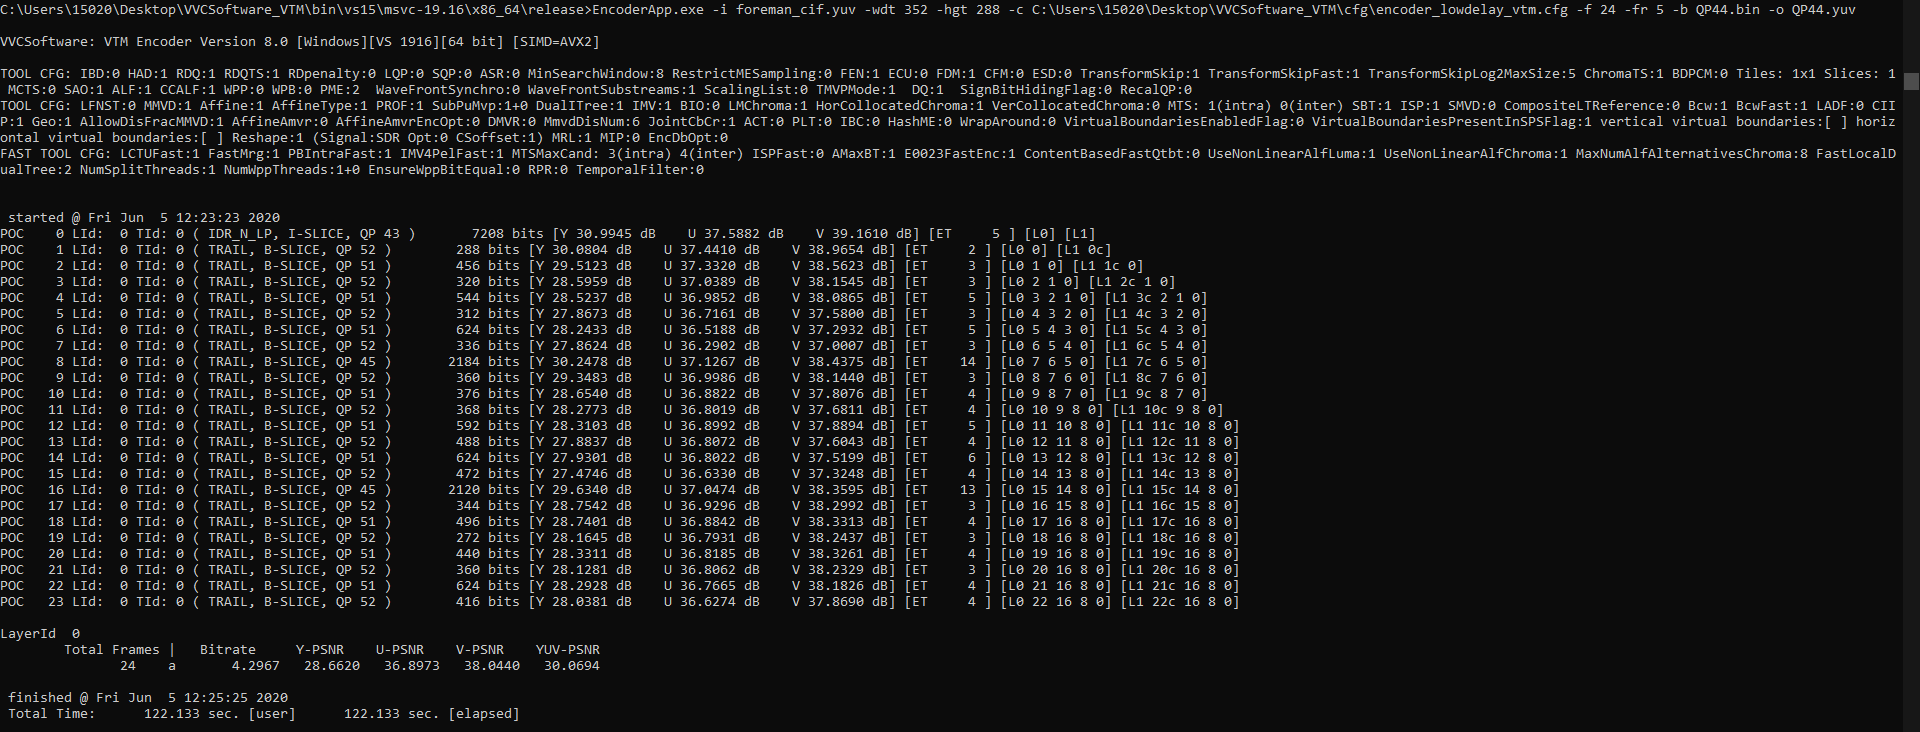 C:\Users\15020\Desktop\VVCSoftware_VTM\bin\vs15\msvc-19.16\x86_64\release>EncoderApp.exe -i foreman_cif.yuv -wdt 352 -hgt 288 -c C:\Users\15020\Desktop\VVCSoftware_VTM\cfg\encoder_lowdelay_vtm.cfg -f 24 -fr 5 -b QP44.bin -o QP44.yuv
VVCSoftware: VTM Encoder Version 8.0 [Windows][VS 1916][64 bit] [SIMD=AVX2]
TOOL CFG: IBD:0 HAD:1 RDQ:1 RDQTS:1 RDpenalty:0 LQP:0 SQP:0 ASR:0 MinSearchWindow:8 RestrictMESampling:0 FEN:1 ECU:0 FDM:1 CFM:0 ESD:0 TransformSkip:1 TransformSkipFast:1 TransformSkipLog2MaxSize:5 ChromaTS:1 BDPCM:0 Tiles: 1x1 Slices: 1
MCTS:0 SAO:1 ALF:1 CCALF:1 WPP:0 WPB:0 PME:2  WaveFrontSynchro:0 WaveFrontSubstreams:1 ScalingList:0 TMVPMode:1  DQ:1  SignBitHidingFlag:0 RecalQP:0
TOOL CFG: LFNST:0 MMVD:1 Affine:1 AffineType:1 PROF:1 SubPuMvp:1+0 DualITree:1 IMV:1 BIO:0 LMChroma:1 HorCollocatedChroma:1 VerCollocatedChroma:0 MTS: 1(intra) 0(inter) SBT:1 ISP:1 SMVD:0 CompositeLTReference:0 Bcw:1 BcwFast:1 LADF:0 CII
P:1 Geo:1 AllowDisFracMMVD:1 AffineAmvr:0 AffineAmvrEncOpt:0 DMVR:0 MmvdDisNum:6 JointCbCr:1 ACT:0 PLT:0 IBC:0 HashME:0 WrapAround:0 VirtualBoundariesEnabledFlag:0 VirtualBoundariesPresentInSPSFlag:1 vertical virtual boundaries:[ ] horiz
ontal virtual boundaries:[ ] Reshape:1 (Signal:SDR Opt:0 CSoffset:1) MRL:1 MIP:0 EncDbOpt:0
FAST TOOL CFG: LCTUFast:1 FastMrg:1 PBIntraFast:1 IMV4PelFast:1 MTSMaxCand: 3(intra) 4(inter) ISPFast:0 AMaxBT:1 E0023FastEnc:1 ContentBasedFastQtbt:0 UseNonLinearAlfLuma:1 UseNonLinearAlfChroma:1 MaxNumAlfAlternativesChroma:8 FastLocalD
ualTree:2 NumSplitThreads:1 NumWppThreads:1+0 EnsureWppBitEqual:0 RPR:0 TemporalFilter:0
started @ Fri Jun  5 12:23:23 2020
POC    0 LId:  0 TId: 0 ( IDR_N_LP, I-SLICE, QP 43 )       7208 bits [Y 30.9945 dB    U 37.5882 dB    V 39.1610 dB] [ET     5 ] [L0] [L1]
POC    1 LId:  0 TId: 0 ( TRAIL, B-SLICE, QP 52 )        288 bits [Y 30.0804 dB    U 37.4410 dB    V 38.9654 dB] [ET     2 ] [L0 0] [L1 0c]
POC    2 LId:  0 TId: 0 ( TRAIL, B-SLICE, QP 51 )        456 bits [Y 29.5123 dB    U 37.3320 dB    V 38.5623 dB] [ET     3 ] [L0 1 0] [L1 1c 0]
POC    3 LId:  0 TId: 0 ( TRAIL, B-SLICE, QP 52 )        320 bits [Y 28.5959 dB    U 37.0389 dB    V 38.1545 dB] [ET     3 ] [L0 2 1 0] [L1 2c 1 0]
POC    4 LId:  0 TId: 0 ( TRAIL, B-SLICE, QP 51 )        544 bits [Y 28.5237 dB    U 36.9852 dB    V 38.0865 dB] [ET     5 ] [L0 3 2 1 0] [L1 3c 2 1 0]
POC    5 LId:  0 TId: 0 ( TRAIL, B-SLICE, QP 52 )        312 bits [Y 27.8673 dB    U 36.7161 dB    V 37.5800 dB] [ET     3 ] [L0 4 3 2 0] [L1 4c 3 2 0]
POC    6 LId:  0 TId: 0 ( TRAIL, B-SLICE, QP 51 )        624 bits [Y 28.2433 dB    U 36.5188 dB    V 37.2932 dB] [ET     5 ] [L0 5 4 3 0] [L1 5c 4 3 0]
POC    7 LId:  0 TId: 0 ( TRAIL, B-SLICE, QP 52 )        336 bits [Y 27.8624 dB    U 36.2902 dB    V 37.0007 dB] [ET     3 ] [L0 6 5 4 0] [L1 6c 5 4 0]
POC    8 LId:  0 TId: 0 ( TRAIL, B-SLICE, QP 45 )       2184 bits [Y 30.2478 dB    U 37.1267 dB    V 38.4375 dB] [ET    14 ] [L0 7 6 5 0] [L1 7c 6 5 0]
POC    9 LId:  0 TId: 0 ( TRAIL, B-SLICE, QP 52 )        360 bits [Y 29.3483 dB    U 36.9986 dB    V 38.1440 dB] [ET     3 ] [L0 8 7 6 0] [L1 8c 7 6 0]
POC   10 LId:  0 TId: 0 ( TRAIL, B-SLICE, QP 51 )        376 bits [Y 28.6540 dB    U 36.8822 dB    V 37.8076 dB] [ET     4 ] [L0 9 8 7 0] [L1 9c 8 7 0]
POC   11 LId:  0 TId: 0 ( TRAIL, B-SLICE, QP 52 )        368 bits [Y 28.2773 dB    U 36.8019 dB    V 37.6811 dB] [ET     4 ] [L0 10 9 8 0] [L1 10c 9 8 0]
POC   12 LId:  0 TId: 0 ( TRAIL, B-SLICE, QP 51 )        592 bits [Y 28.3103 dB    U 36.8992 dB    V 37.8894 dB] [ET     5 ] [L0 11 10 8 0] [L1 11c 10 8 0]
POC   13 LId:  0 TId: 0 ( TRAIL, B-SLICE, QP 52 )        488 bits [Y 27.8837 dB    U 36.8072 dB    V 37.6043 dB] [ET     4 ] [L0 12 11 8 0] [L1 12c 11 8 0]
POC   14 LId:  0 TId: 0 ( TRAIL, B-SLICE, QP 51 )        624 bits [Y 27.9301 dB    U 36.8022 dB    V 37.5199 dB] [ET     6 ] [L0 13 12 8 0] [L1 13c 12 8 0]
POC   15 LId:  0 TId: 0 ( TRAIL, B-SLICE, QP 52 )        472 bits [Y 27.4746 dB    U 36.6330 dB    V 37.3248 dB] [ET     4 ] [L0 14 13 8 0] [L1 14c 13 8 0]
POC   16 LId:  0 TId: 0 ( TRAIL, B-SLICE, QP 45 )       2120 bits [Y 29.6340 dB    U 37.0474 dB    V 38.3595 dB] [ET    13 ] [L0 15 14 8 0] [L1 15c 14 8 0]
POC   17 LId:  0 TId: 0 ( TRAIL, B-SLICE, QP 52 )        344 bits [Y 28.7542 dB    U 36.9296 dB    V 38.2992 dB] [ET     3 ] [L0 16 15 8 0] [L1 16c 15 8 0]
POC   18 LId:  0 TId: 0 ( TRAIL, B-SLICE, QP 51 )        496 bits [Y 28.7401 dB    U 36.8842 dB    V 38.3313 dB] [ET     4 ] [L0 17 16 8 0] [L1 17c 16 8 0]
POC   19 LId:  0 TId: 0 ( TRAIL, B-SLICE, QP 52 )        272 bits [Y 28.1645 dB    U 36.7931 dB    V 38.2437 dB] [ET     3 ] [L0 18 16 8 0] [L1 18c 16 8 0]
POC   20 LId:  0 TId: 0 ( TRAIL, B-SLICE, QP 51 )        440 bits [Y 28.3311 dB    U 36.8185 dB    V 38.3261 dB] [ET     4 ] [L0 19 16 8 0] [L1 19c 16 8 0]
POC   21 LId:  0 TId: 0 ( TRAIL, B-SLICE, QP 52 )        360 bits [Y 28.1281 dB    U 36.8062 dB    V 38.2329 dB] [ET     3 ] [L0 20 16 8 0] [L1 20c 16 8 0]
POC   22 LId:  0 TId: 0 ( TRAIL, B-SLICE, QP 51 )        624 bits [Y 28.2928 dB    U 36.7665 dB    V 38.1826 dB] [ET     4 ] [L0 21 16 8 0] [L1 21c 16 8 0]
POC   23 LId:  0 TId: 0 ( TRAIL, B-SLICE, QP 52 )        416 bits [Y 28.0381 dB    U 36.6274 dB    V 37.8690 dB] [ET     4 ] [L0 22 16 8 0] [L1 22c 16 8 0]
LayerId  0
Total Frames |   Bitrate     Y-PSNR    U-PSNR    V-PSNR    YUV-PSNR
24    a       4.2967   28.6620   36.8973   38.0440   30.0694
finished @ Fri Jun  5 12:25:25 2020
Total Time:      122.133 sec. [user]      122.133 sec. [elapsed]